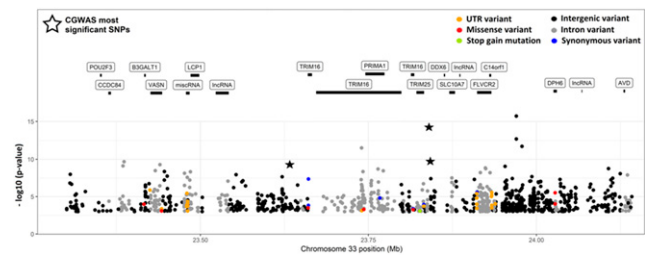 CGWAS most
significant SNPs
UTR variant
Missense variant
Stop gain mutation
Intergenic variant
Intron variant
Synonymous variant
POU2F3
B3GALT1
LCP1
TRIM16
PRIMA1
TRIM16
DDX6
lncRNA
C14orf1
CCDC84
VASN
miscRNA
lncRNA
TRIM16
TRIM25
SLC10A7
FLVCR2
DPH6
lncRNA
AVD
- log10 (p-value)
15
10
5
0
23.50
23.75
24.00
Chromosome 33 position (Mb)